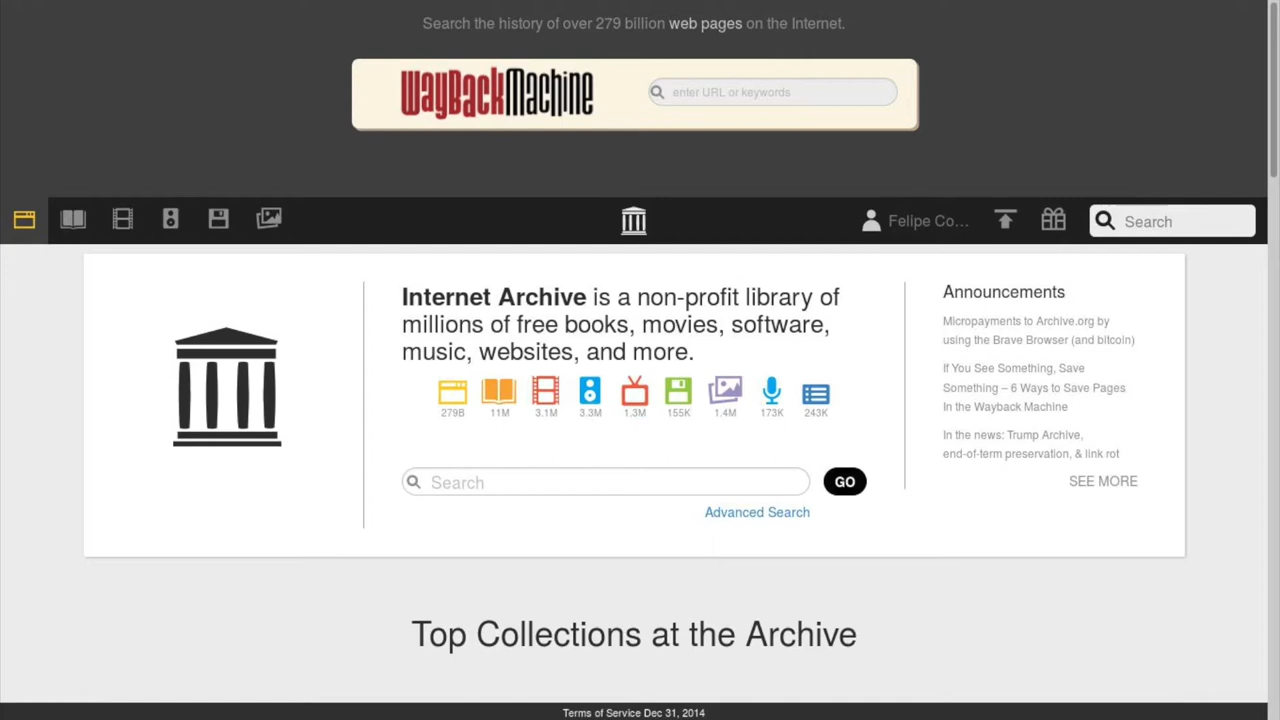 Search the history of over 279 billion web pages on the Internet.
WayBackMachine
enter URL or keywords
Felipe Co...
Search
Internet Archive is a non-profit library of
millions of free books, movies, software,
music, websites, and more.
279B 11M 3.1M 3.3M 1.3M 155K 1.4M 173K 243K
Search
GO
Advanced Search
Announcements
Micropayments to Archive.org by
using the Brave Browser (and bitcoin)
If You See Something, Save
Something – 6 Ways to Save Pages
In the Wayback Machine
In the news: Trump Archive,
end-of-term preservation, & link rot
SEE MORE
Top Collections at the Archive
Terms of Service Dec 31, 2014